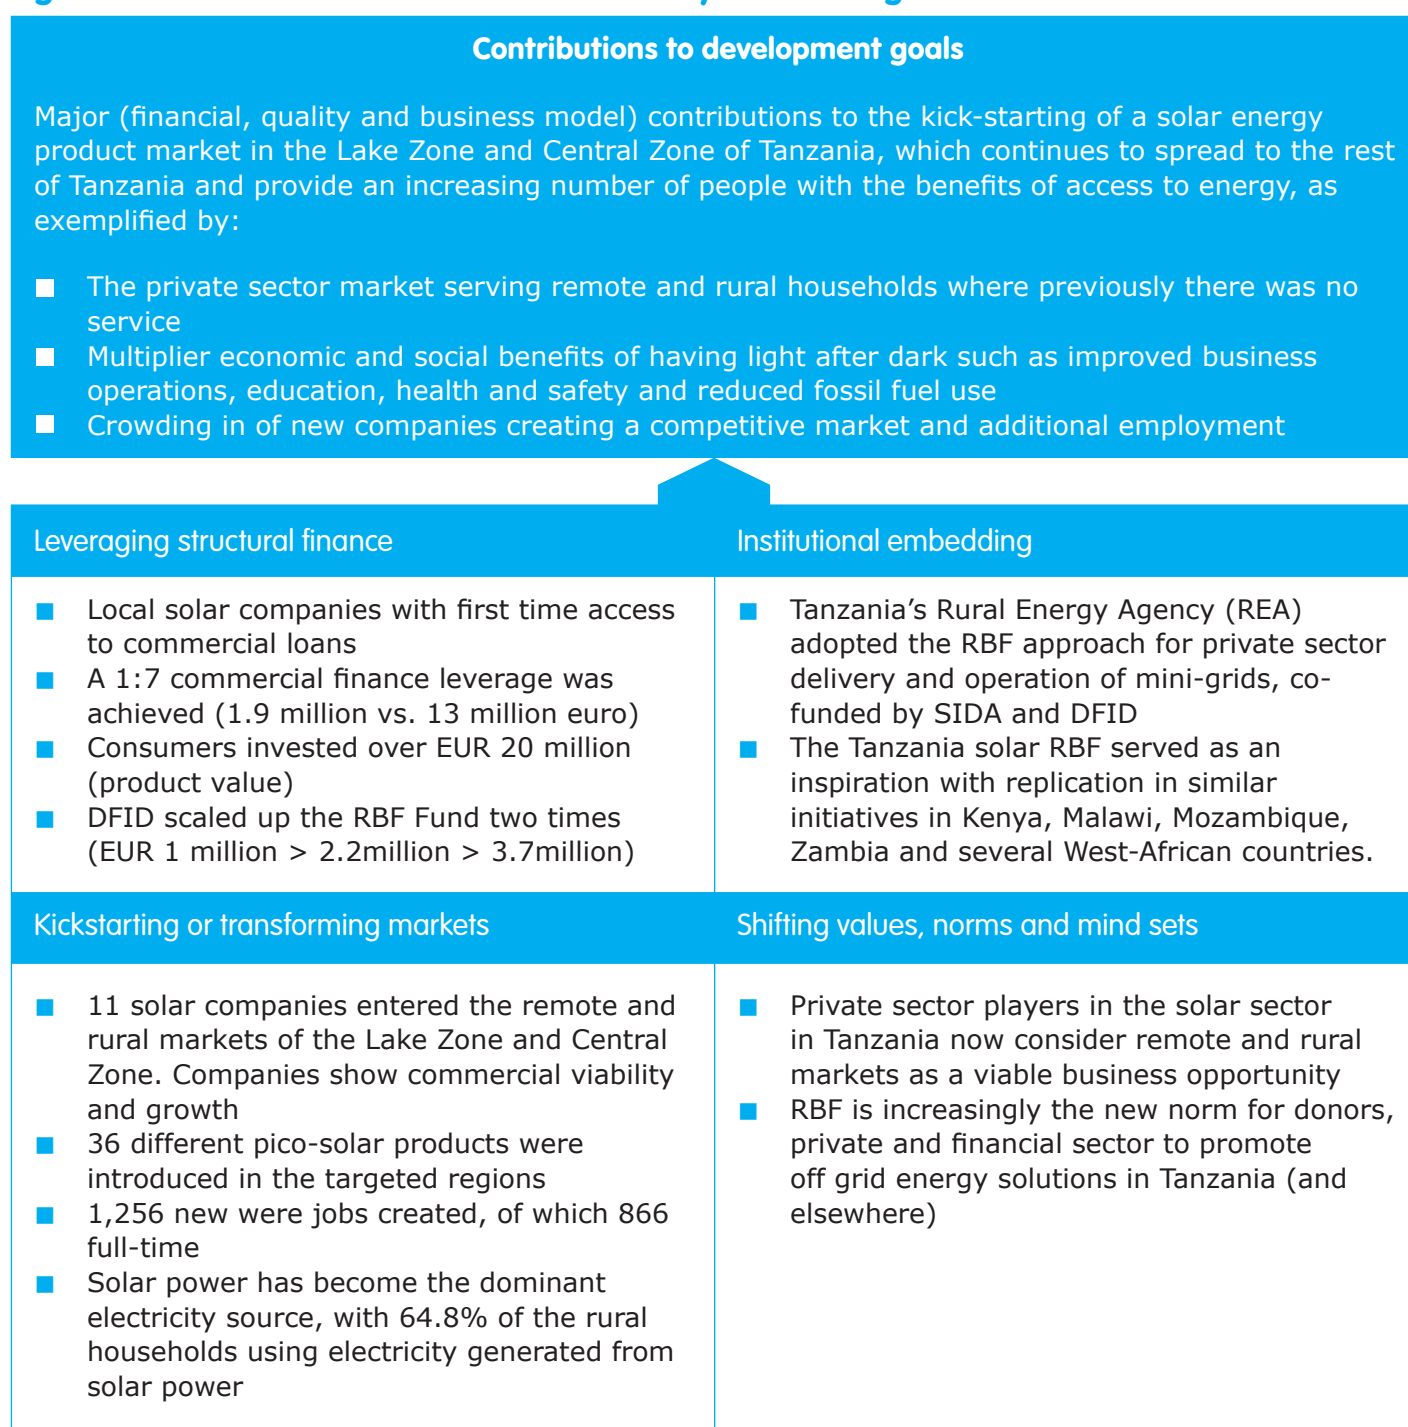 Contributions to development goals
Major (financial, quality and business model) contributions to the kick-starting of a solar energy
product market in the Lake Zone and Central Zone of Tanzania, which continues to spread to the rest
of Tanzania and provide an increasing number of people with the benefits of access to energy, as
exemplified by:
The private sector market serving remote and rural households where previously there was no
service
Multiplier economic and social benefits of having light after dark such as improved business
operations, education, health and safety and reduced fossil fuel use
Crowding in of new companies creating a competitive market and additional employment
Leveraging structural finance
Local solar companies with first time access
to commercial loans
A 1:7 commercial finance leverage was
achieved (1.9 million vs. 13 million euro)
Consumers invested over EUR 20 million
(product value)
DFID scaled up the RBF Fund two times
(EUR 1 million > 2.2million > 3.7million)
Institutional embedding
Tanzania’s Rural Energy Agency (REA)
adopted the RBF approach for private sector
delivery and operation of mini-grids, co-
funded by SIDA and DFID
The Tanzania solar RBF served as an
inspiration with replication in similar
initiatives in Kenya, Malawi, Mozambique,
Zambia and several West-African countries.
Kickstarting or transforming markets
11 solar companies entered the remote and
rural markets of the Lake Zone and Central
Zone. Companies show commercial viability
and growth
36 different pico-solar products were
introduced in the targeted regions
1,256 new were jobs created, of which 866
full-time
Solar power has become the dominant
electricity source, with 64.8% of the rural
households using electricity generated from
solar power
Shifting values, norms and mind sets
Private sector players in the solar sector
in Tanzania now consider remote and rural
markets as a viable business opportunity
RBF is increasingly the new norm for donors,
private and financial sector to promote
off grid energy solutions in Tanzania (and
elsewhere)